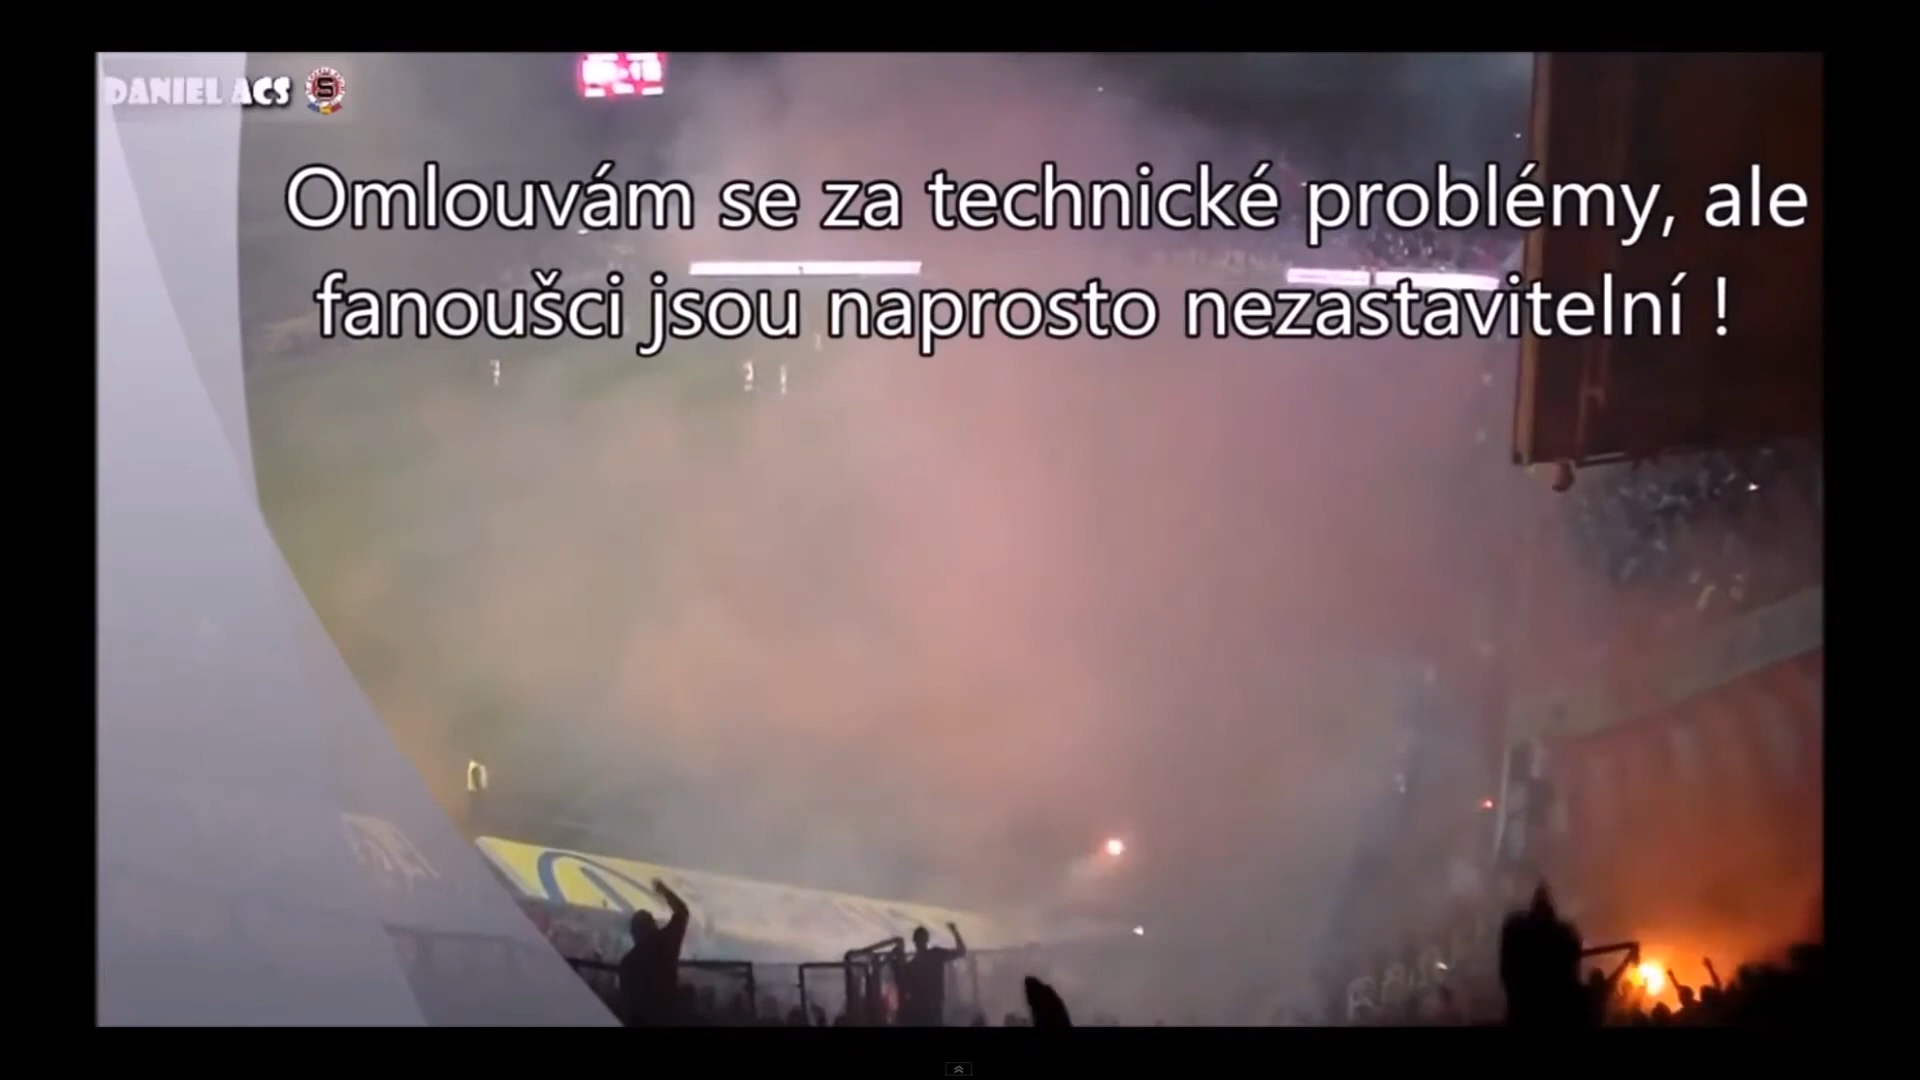 DANIEL ACS
Omlouvám se za technické problémy, ale
fanoušci jsou naprosto nezastavitelní !